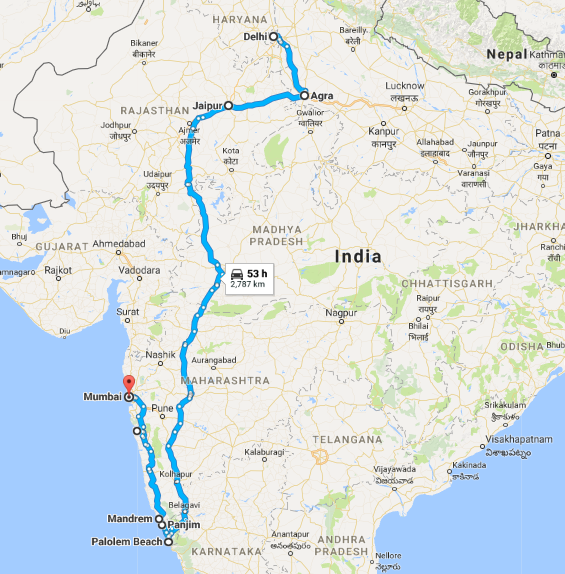 HARYANA
Delhi
Bareilly
बरेली
Nepal
Kathm
काठमाड
Bikaner
बीकानेर
Jaipur
Agra
Lucknow
लखनऊ
Gorakhpur
गोरखपुर
RAJASTHAN
Gwalior
ग्वालियर
Jodhpur
जोधपुर
Ajmer
अजमेर
Kanpur
कानपुर
Patna
पटना
Kota
कोटा
Allahabad
इलाहाबाद
Jaunpur
जौनपुर
Gaya
गया
Udaipur
उदयपुर
Varanasi
वाराणसी
Bhuj
MADHYA
PRADESH
JHARKHA
Ranchi
राँची
GUJARAT
Ahmedabad
India
Jamnagar
Rajkot
Vadodara
53 h
2,787 km
CHHATTISGARH
Surat
Nagpur
Raipur
रायपुर
Bhilai
भिलाई
Diu
Nashik
Aurangabad
ODISHA
Bhub
MAHARASHTRA
Mumbai
Pune
Srikakulam
శ్రీకాకుళం
TELANGANA
Visakhapatnam
విశాఖపట్నం
Kalaburagi
Kolhapur
Vijayawada
విజయవాడ
Kakinada
కాకినాడ
Belagavi
Mandrem
Panjim
Palolem Beach
KARNATAKA
Anantapur
అనంతపురం
ANDHRA
PRADESH
Nellore
నెల్లూరు